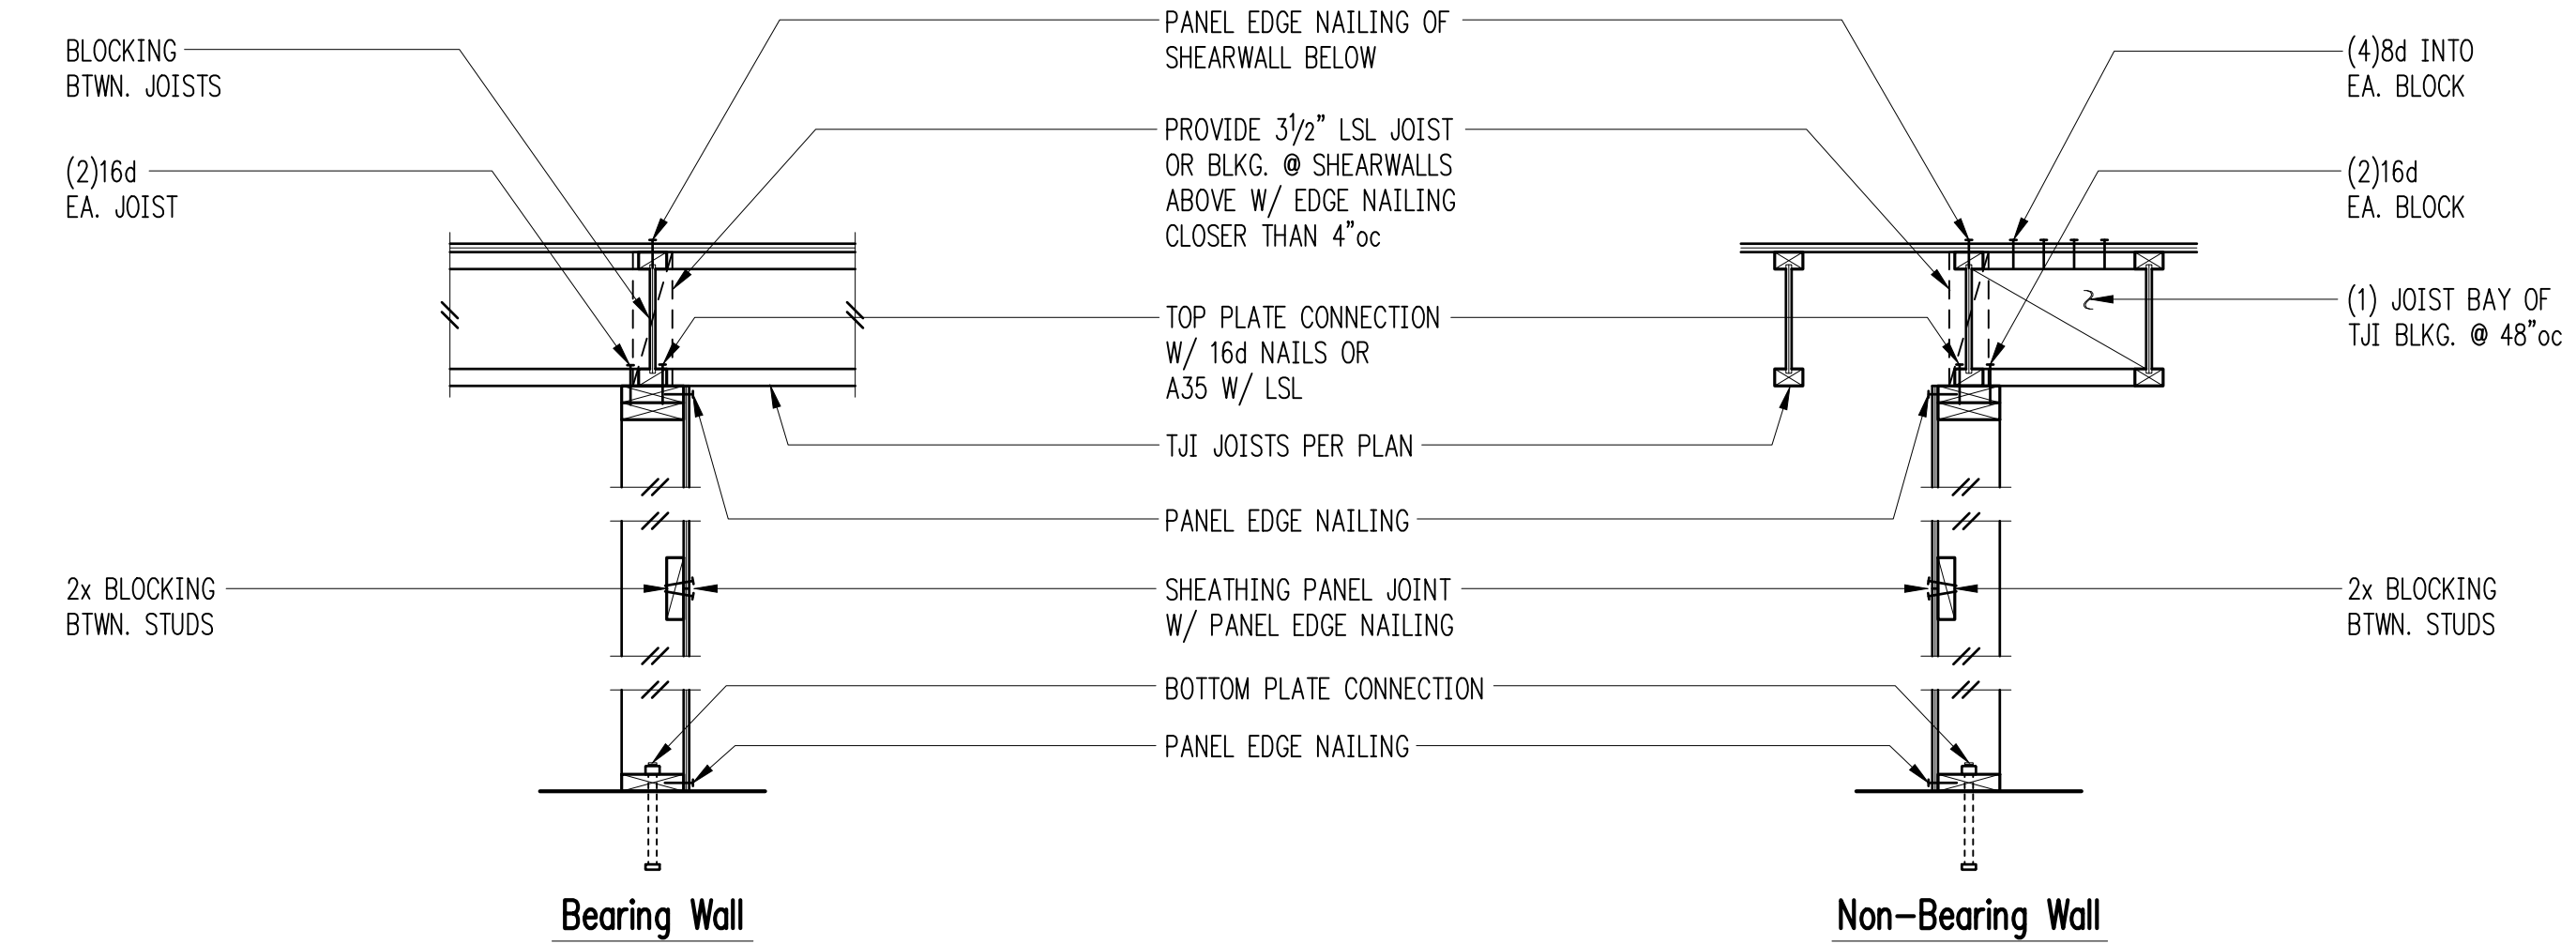 BLOCKING
BTWN. JOISTS
(2)16d
EA. JOIST
2x BLOCKING
BTWN. STUDS
PANEL EDGE NAILING OF
SHEARWALL BELOW
PROVIDE 3 1/2" LSL JOIST
OR BLKG. @ SHEARWALLS
ABOVE W/ EDGE NAILING
CLOSER THAN 4"oc
TOP PLATE CONNECTION
W/ 16d NAILS OR
A35 W/ LSL
TJI JOISTS PER PLAN
PANEL EDGE NAILING
SHEATHING PANEL JOINT
W/ PANEL EDGE NAILING
BOTTOM PLATE CONNECTION
PANEL EDGE NAILING
(4)8d INTO
EA. BLOCK
(2)16d
EA. BLOCK
(1) JOIST BAY OF
TJI BLKG. @ 48"oc
2x BLOCKING
BTWN. STUDS
Bearing Wall
Non-Bearing Wall